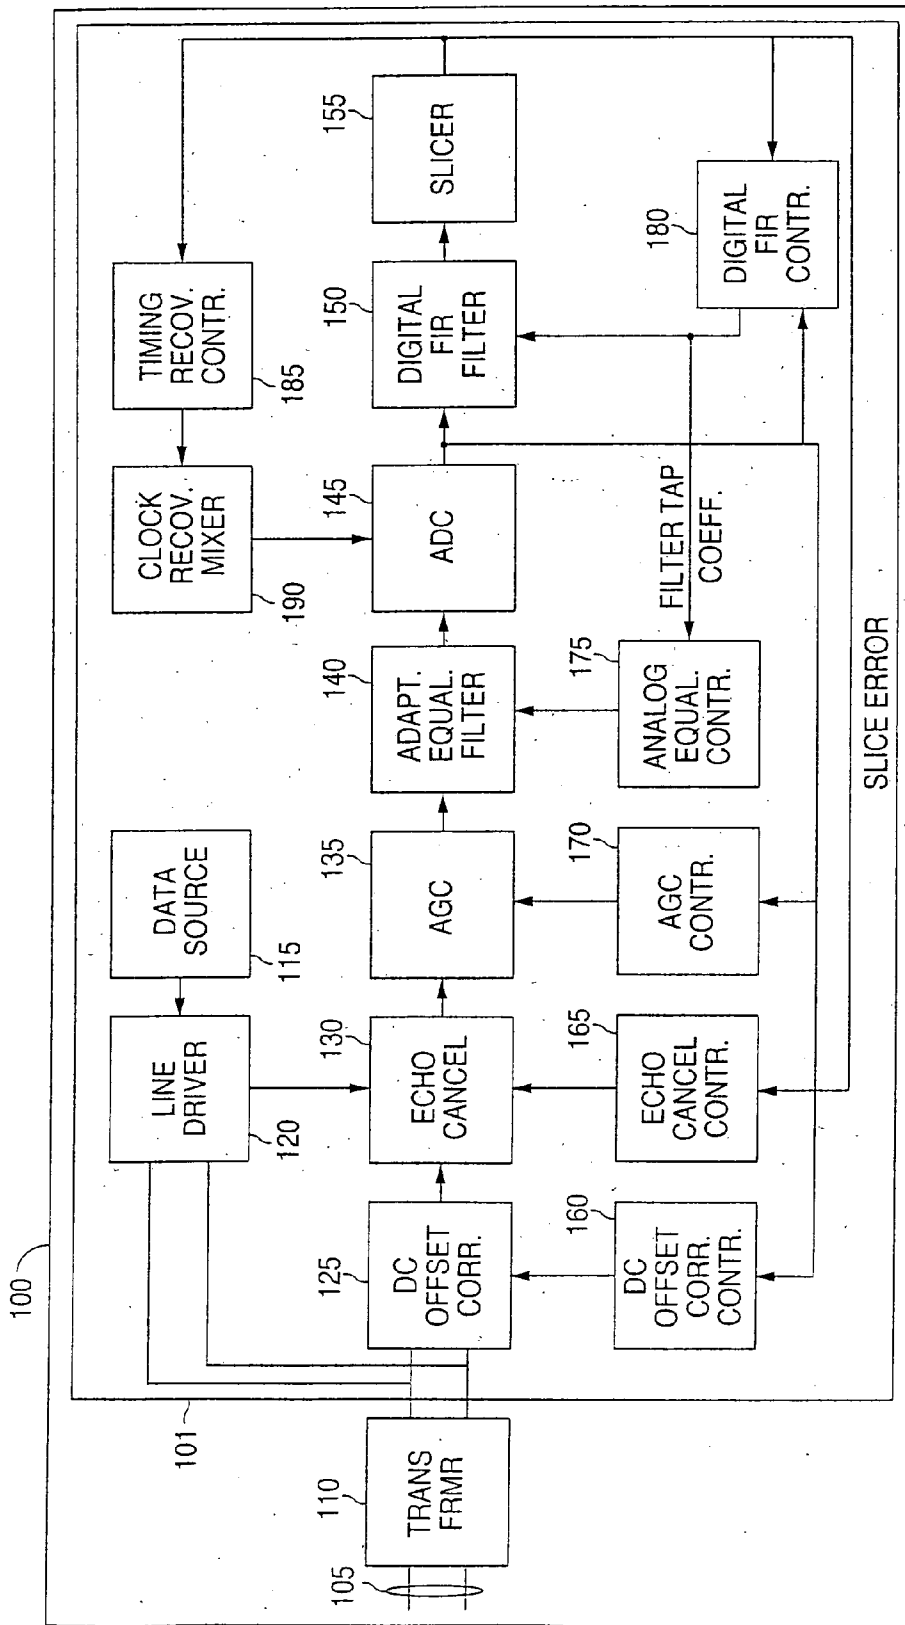 100
101
105
TRANS
FRMR
110
LINE
DRIVER
120
DATA
SOURCE
115
CLOCK
RECOV.
MIXER
190
TIMING
RECOV.
CONTR.
185
DC
OFFSET
CORR.
125
ECHO
CANCEL
130
AGC
135
ADAPT.
EQUAL.
FILTER
140
ADC
145
DIGITAL
FIR
FILTER
150
SLICER
155
DC
OFFSET
CORR.
CONTR.
160
ECHO
CANCEL
CONTR.
165
AGC
CONTR.
170
ANALOG
EQUAL.
CONTR.
175
FILTER TAP
COEFF.
DIGITAL
FIR
CONTR.
180
SLICE ERROR